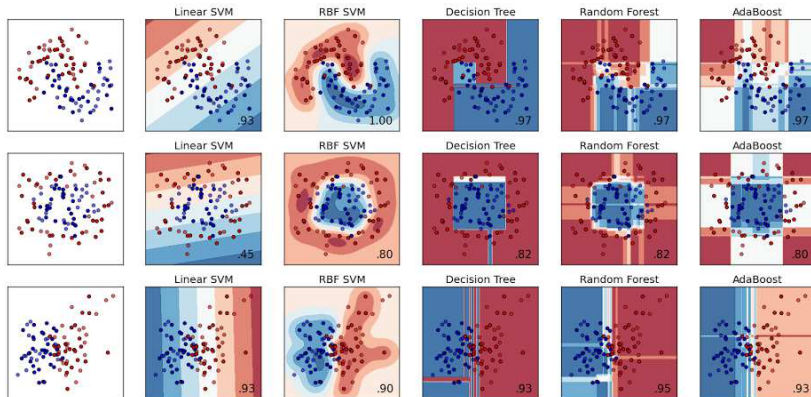 Linear SVM RBF SVM Decision Tree Random Forest AdaBoost
.93 1.00 .97 .97 .97
Linear SVM RBF SVM Decision Tree Random Forest AdaBoost
.45 .80 .82 .82 .80
Linear SVM RBF SVM Decision Tree Random Forest AdaBoost
.93 .90 .93 .95 .93